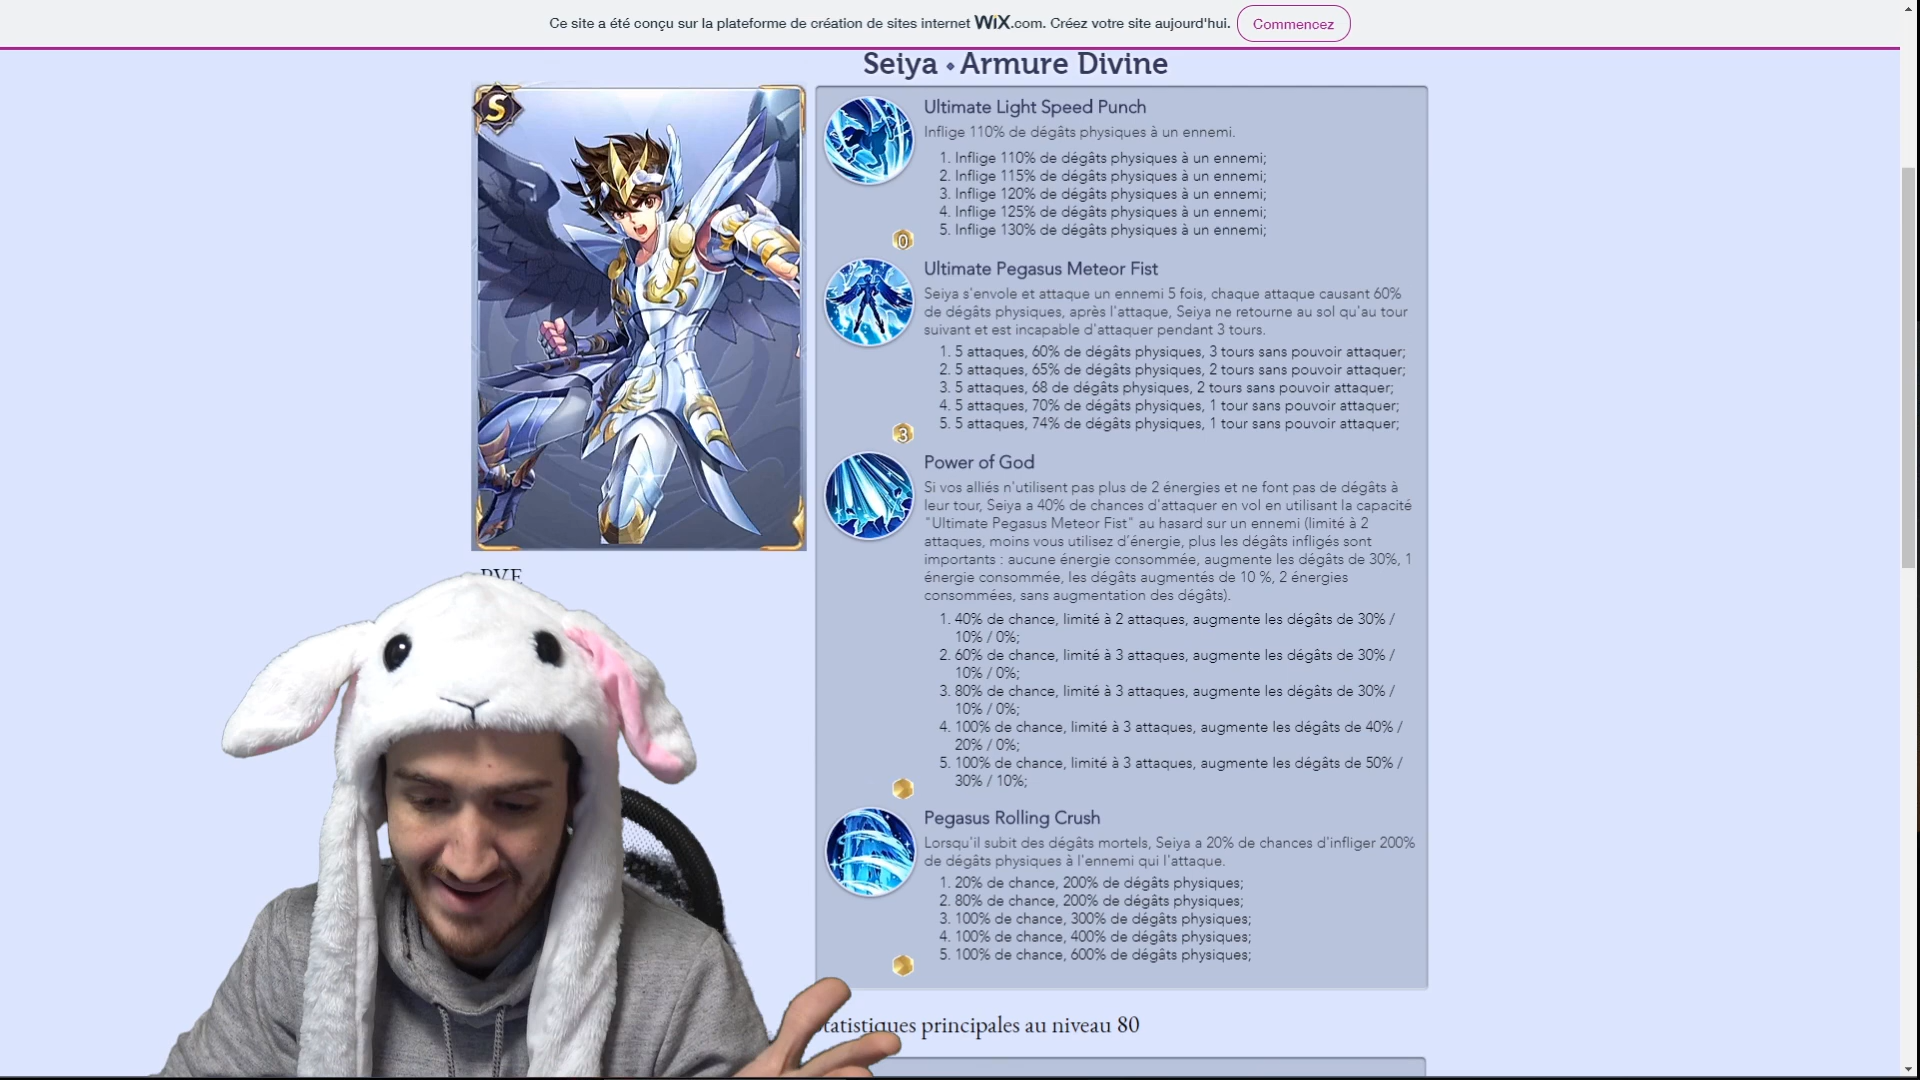 Ce site a été conçu sur la plateforme de création de sites internet WiX.com. Créez votre site aujourd'hui. Commencez
Seiya ⬩ Armure Divine
S
Ultimate Light Speed Punch
Inflige 110% de dégâts physiques à un ennemi.
1. Inflige 110% de dégâts physiques à un ennemi;
2. Inflige 115% de dégâts physiques à un ennemi;
3. Inflige 120% de dégâts physiques à un ennemi;
4. Inflige 125% de dégâts physiques à un ennemi;
5. Inflige 130% de dégâts physiques à un ennemi;
0
Ultimate Pegasus Meteor Fist
Seiya s'envole et attaque un ennemi 5 fois, chaque attaque causant 60%
de dégâts physiques, après l'attaque, Seiya ne retourne au sol qu'au tour
suivant et est incapable d'attaquer pendant 3 tours.
1. 5 attaques, 60% de dégâts physiques, 3 tours sans pouvoir attaquer;
2. 5 attaques, 65% de dégâts physiques, 2 tours sans pouvoir attaquer;
3. 5 attaques, 68 de dégâts physiques, 2 tours sans pouvoir attaquer;
4. 5 attaques, 70% de dégâts physiques, 1 tour sans pouvoir attaquer;
5. 5 attaques, 74% de dégâts physiques, 1 tour sans pouvoir attaquer;
3
Power of God
Si vos alliés n'utilisent pas plus de 2 énergies et ne font pas de dégâts à
leur tour, Seiya a 40% de chances d'attaquer en vol en utilisant la capacité
"Ultimate Pegasus Meteor Fist" au hasard sur un ennemi (limité à 2
attaques, moins vous utilisez d’énergie, plus les dégâts infligés sont
importants : aucune énergie consommée, augmente les dégâts de 30%, 1
énergie consommée, les dégâts augmentés de 10 %, 2 énergies
consommées, sans augmentation des dégâts).
1. 40% de chance, limité à 2 attaques, augmente les dégâts de 30% /
10% / 0%;
2. 60% de chance, limité à 3 attaques, augmente les dégâts de 30% /
10% / 0%;
3. 80% de chance, limité à 3 attaques, augmente les dégâts de 30% /
10% / 0%;
4. 100% de chance, limité à 3 attaques, augmente les dégâts de 40% /
20% / 0%;
5. 100% de chance, limité à 3 attaques, augmente les dégâts de 50% /
30% / 10%;
PVE
Pegasus Rolling Crush
Lorsqu'il subit des dégâts mortels, Seiya a 20% de chances d'infliger 200%
de dégâts physiques à l'ennemi qui l'attaque.
1. 20% de chance, 200% de dégâts physiques;
2. 80% de chance, 200% de dégâts physiques;
3. 100% de chance, 300% de dégâts physiques;
4. 100% de chance, 400% de dégâts physiques;
5. 100% de chance, 600% de dégâts physiques;
tatistiques principales au niveau 80